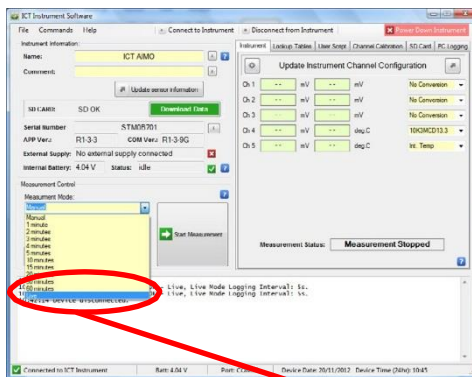 ICT Instrument Software
File Commands Help Connect to Instrument Disconnect from Instrument Power Down Instrument
Instrument Information:
Name: ICT AIMO
Comment:
Update sensor information
SD CARD: SD OK Download Data
Serial Number STM0B701
APP Ver.: R1-3-3 COM Ver.: R1-3-9G
External Supply: No external supply connected
Internal Battery: 4.04 V Status: idle
Measurement Control
Measurement Mode:
Manual
Manual
1 minute
2 minutes
3 minutes
5 minutes
10 minutes
15 minutes
20 minutes
minutes
60 minutes
Start Measurement
Instrument Lookup Tables User Script Channel Calibration SD Card PC Logging
Update Instrument Channel Configuration
Ch 1 -- mV -- mV No Conversion
Ch 2 -- mV -- mV No Conversion
Ch 3 -- mV -- mV No Conversion
Ch 4 -- mV -- deg.C 10KGMCD13.3
Ch 5 -- mV -- deg.C Int. Temp
Measurement Status: Measurement Stopped
Live, Live Mode Logging Interval: 5s.
Live, Live Mode Logging Interval: 5s.
Device disconnected.
Connected to ICT Instrument Batt: 4.04 V Port: Device Date: 20/11/2012 Device Time (24hr): 10:45